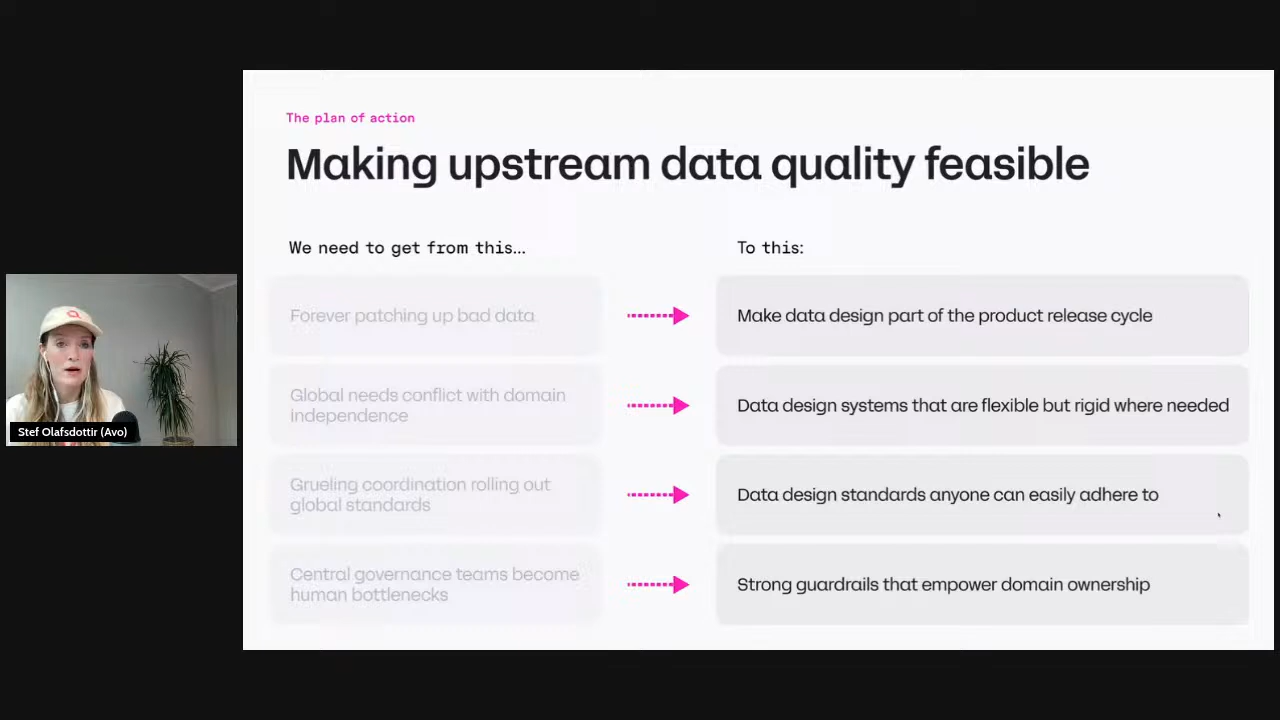 The plan of action
Making upstream data quality feasible
We need to get from this...
To this:
Forever patching up bad data
Make data design part of the product release cycle
Global needs conflict with domain
independence
Data design systems that are flexible but rigid where needed
Grueling coordination rolling out
global standards
Data design standards anyone can easily adhere to
Central governance teams become
human bottlenecks
Strong guardrails that empower domain ownership
Stef Olafsdottir (Avo)